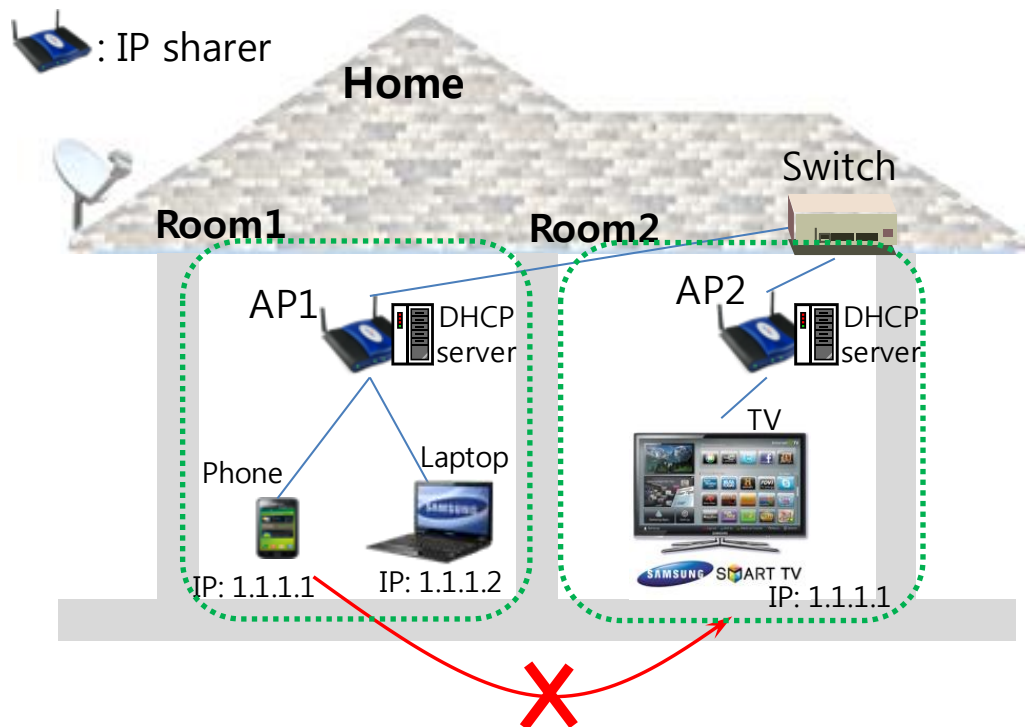 : IP sharer
Home
Switch
Room1
Room2
AP1
DHCP
server
AP2
DHCP
server
TV
Phone
Laptop
SAMSUNG
IP: 1.1.1.1
IP: 1.1.1.2
SAMSUNG SMART TV
IP: 1.1.1.1